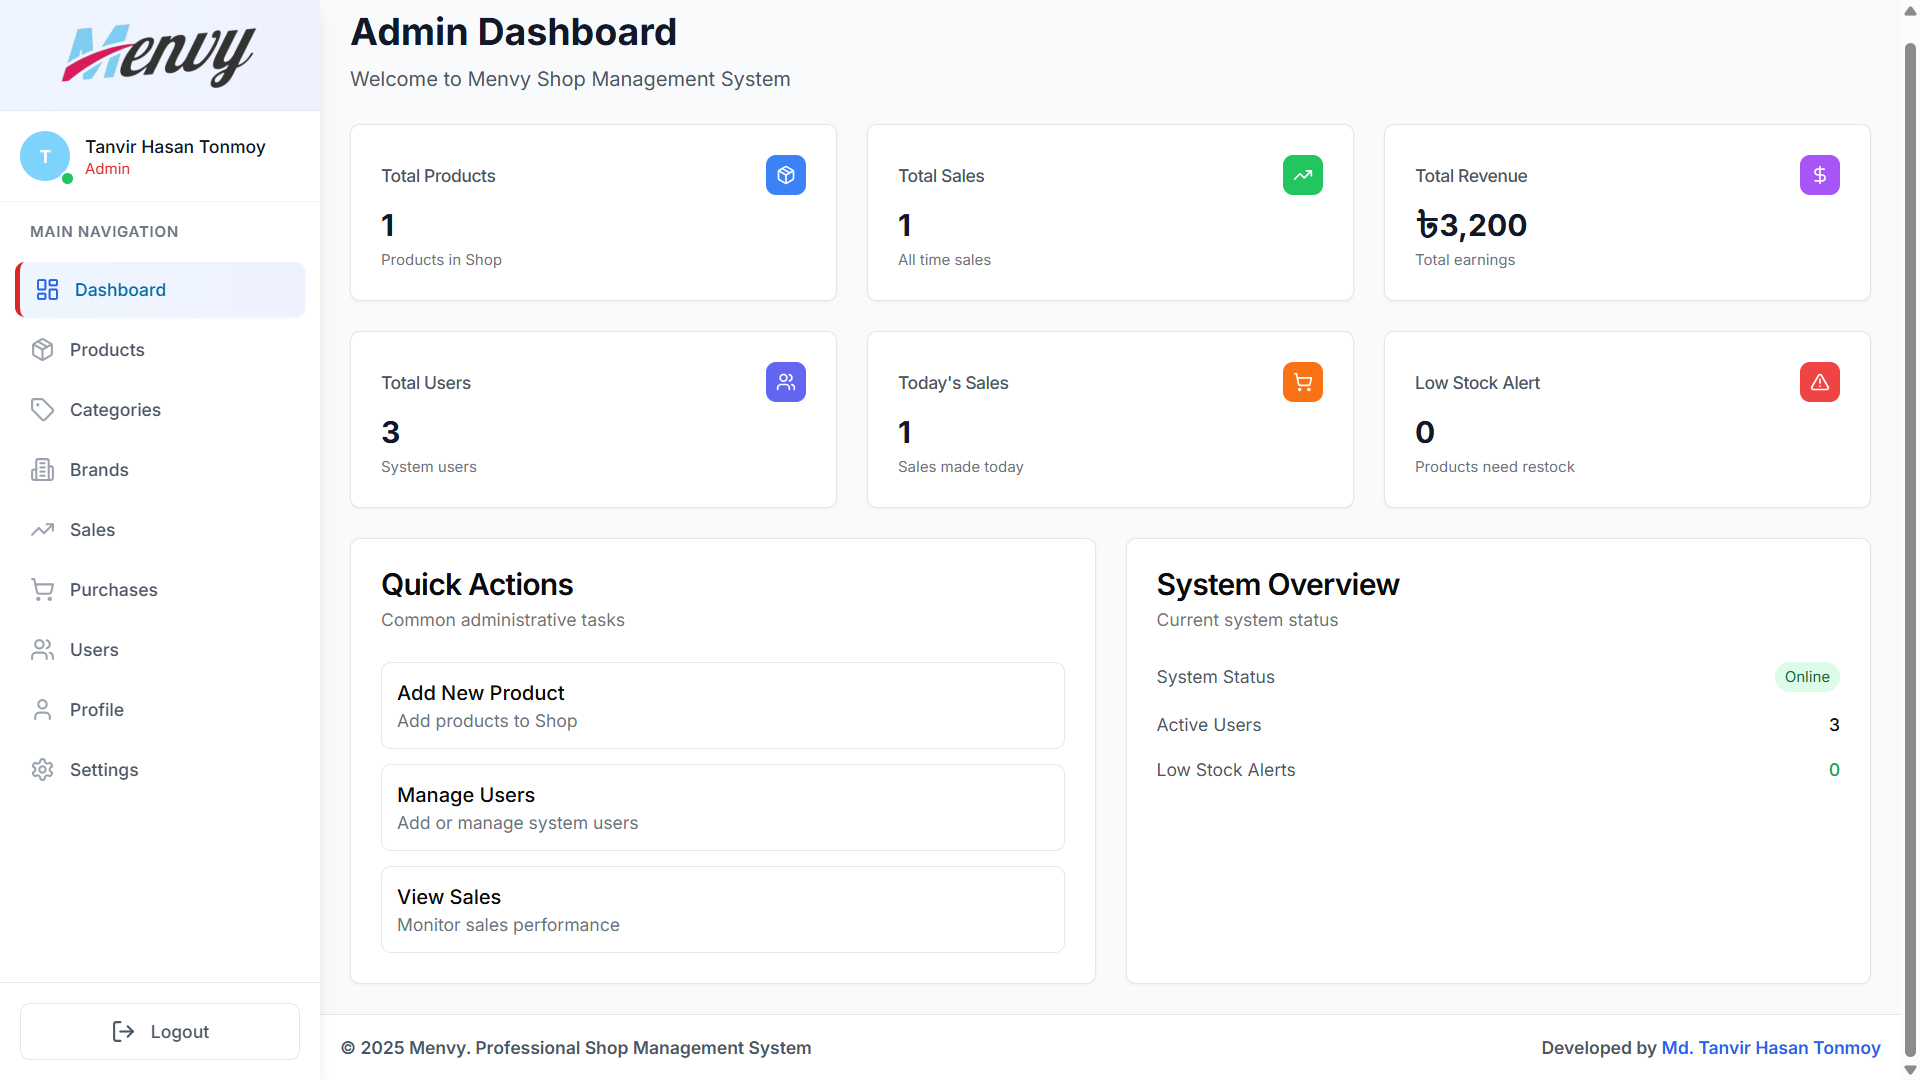 Menvy
T
Tanvir Hasan Tonmoy
Admin
MAIN NAVIGATION
Dashboard
Products
Categories
Brands
Sales
Purchases
Users
Profile
Settings
Logout
Admin Dashboard
Welcome to Menvy Shop Management System
Total Products
1
Products in Shop
Total Sales
1
All time sales
Total Revenue
$
৳3,200
Total earnings
Total Users
3
System users
Today's Sales
1
Sales made today
Low Stock Alert
0
Products need restock
Quick Actions
Common administrative tasks
Add New Product
Add products to Shop
Manage Users
Add or manage system users
View Sales
Monitor sales performance
System Overview
Current system status
System Status Online
Active Users 3
Low Stock Alerts 0
© 2025 Menvy. Professional Shop Management System
Developed by Md. Tanvir Hasan Tonmoy